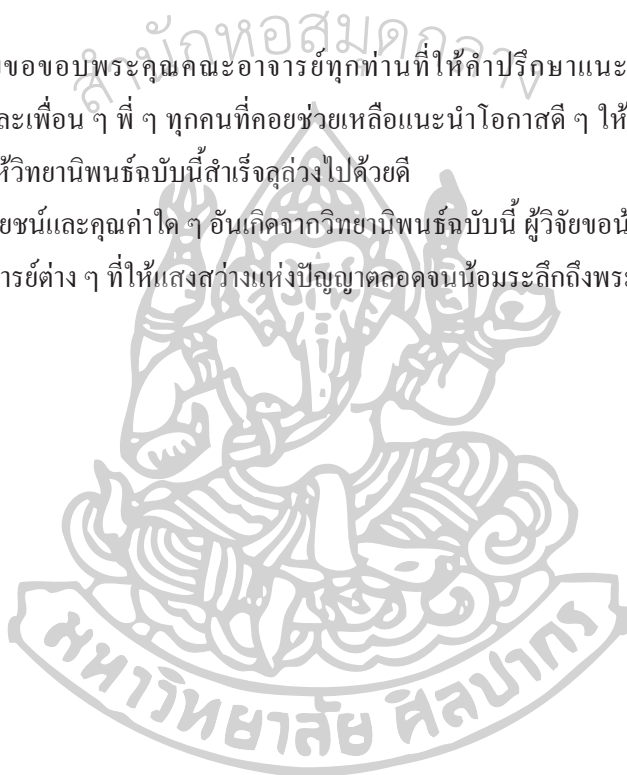 สำนักหอสมุดกลาง
ยขอขอบพระคุณคณะอาจารย์ทุกท่านที่ให้คำปรึกษาแนะ
ละเพื่อน ๆ พี่ ๆ ทุกคนที่คอยช่วยเหลือแนะนำโอกาสดี ๆ ให้
ห้วิทยานิพนธ์ฉบับนี้สำเร็จลุล่วงไปด้วยดี
ยชน์และคุณค่าใด ๆ อันเกิดจากวิทยานิพนธ์ฉบับนี้ ผู้วิจัยขอน้
ารย์ต่าง ๆ ที่ให้แสงสว่างแห่งปัญญาตลอดจนน้อมระลึกถึงพระ
มหาวิทยาลัย ศิลปากร